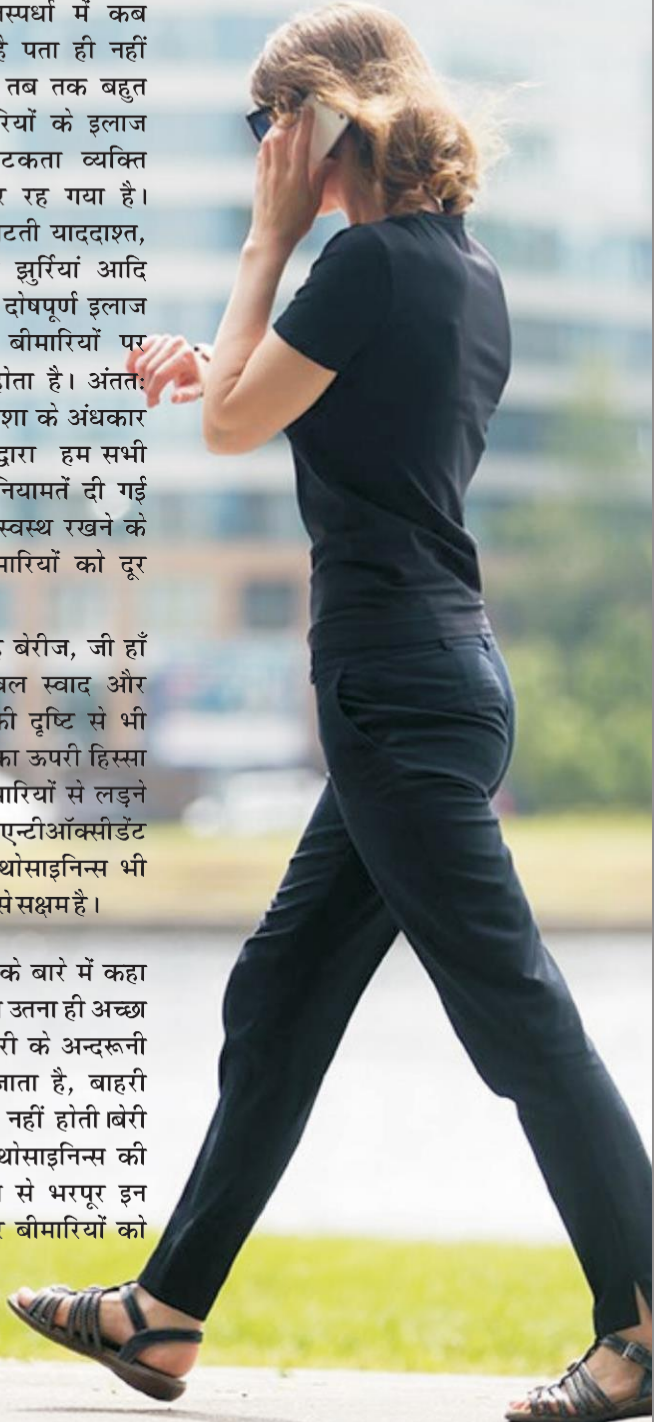 स्पर्धा में कब
है पता ही नहीं
तब तक बहुत
रियों के इलाज
टकता व्यक्ति
र रह गया है।
टती याददाश्त,
झुर्रियां आदि
दोषपूर्ण इलाज
बीमारियों पर
होता है। अंततः
शा के अंधकार
द्वारा हम सभी
नियामतें दी गई
स्वस्थ रखने के
मारियों को दूर
बेरीज, जी हाँ
वल स्वाद और
की दृष्टि से भी
का ऊपरी हिस्सा
मारियों से लड़ने
एन्टीऑक्सीडेंट
थोसाइनिन्स भी
से सक्षम है।
के बारे में कहा
उतना ही अच्छा
री के अन्दरूनी
जाता है, बाहरी
नहीं होती।बेरी
थोसाइनिन्स की
से भरपूर इन
र बीमारियों को